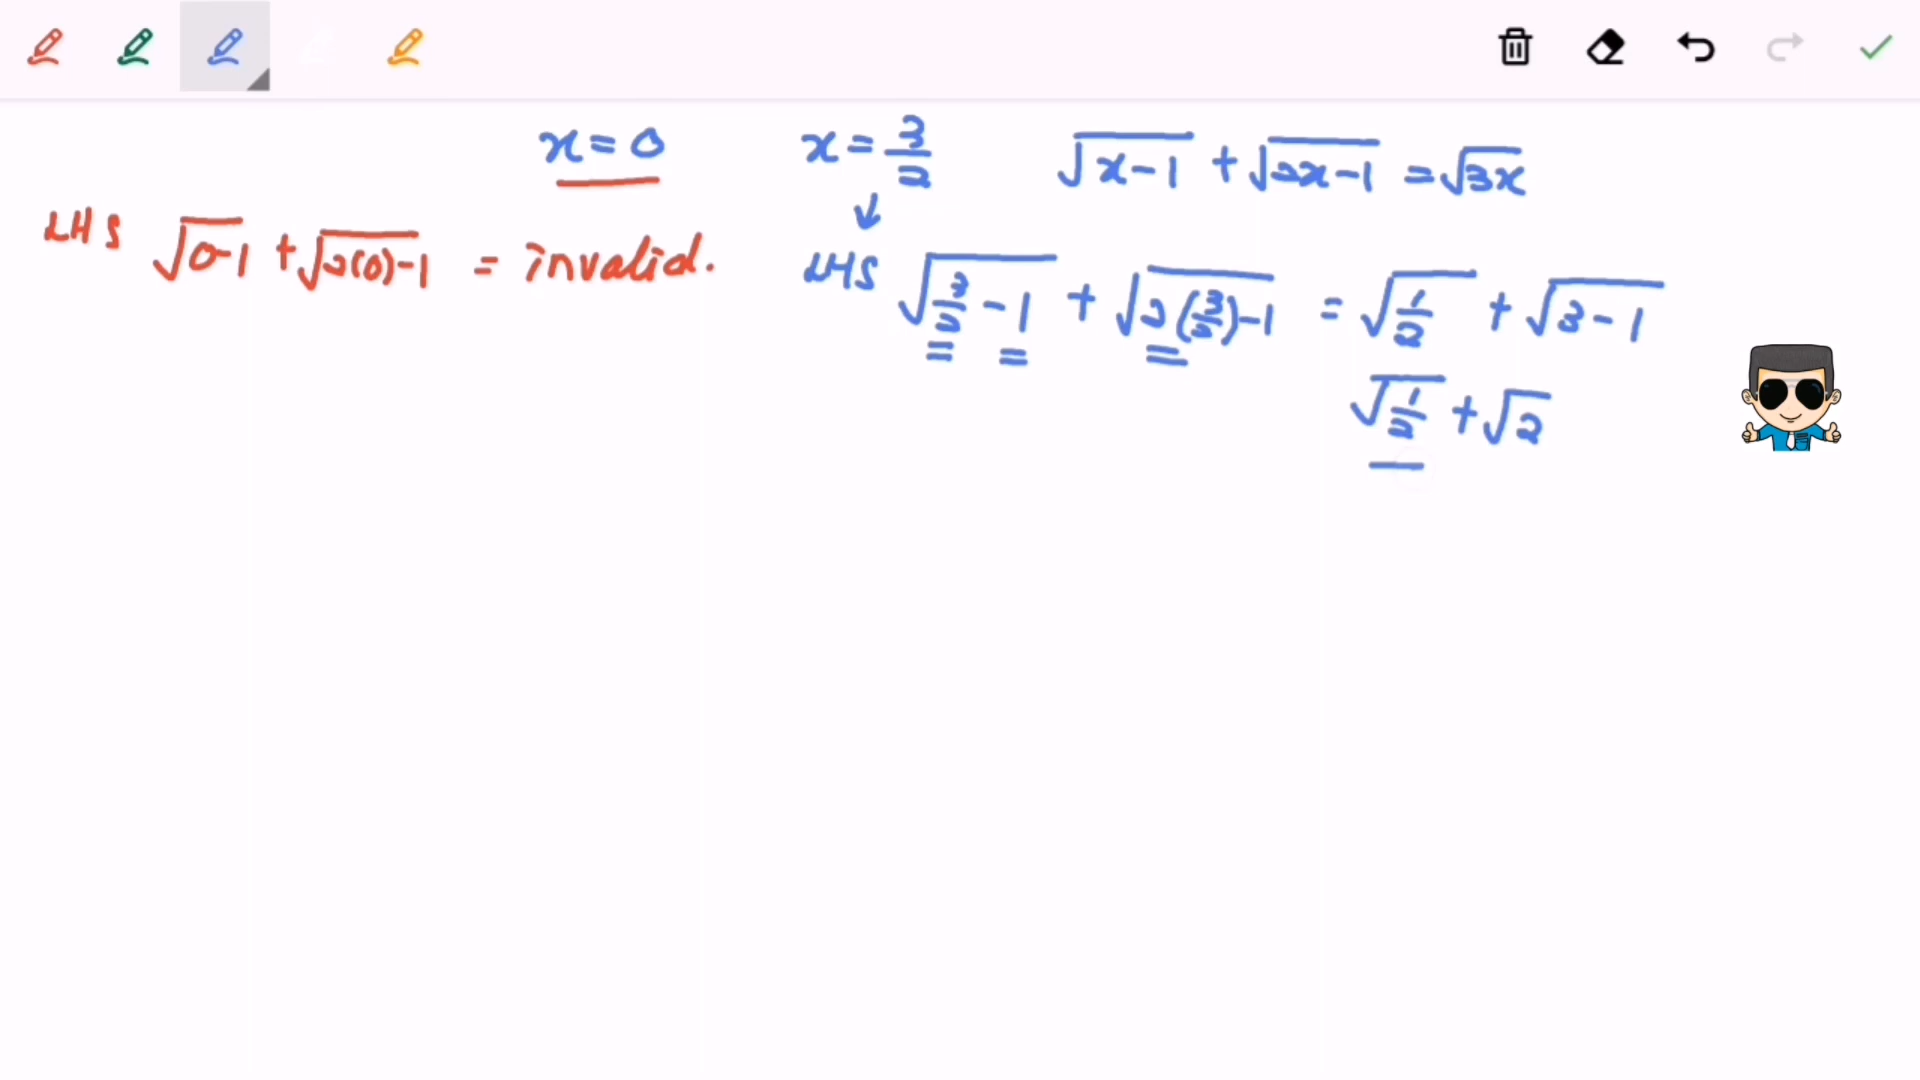 x = 0   x = 3/2   √(x-1) + √(2x-1) = √(3x)
↓
LHS √(0-1) + √(2(0)-1) = invalid.
LHS √(3/2 - 1) + √(2(3/2)-1) = √(1/2) + √(3-1)
√(1/2) + √2